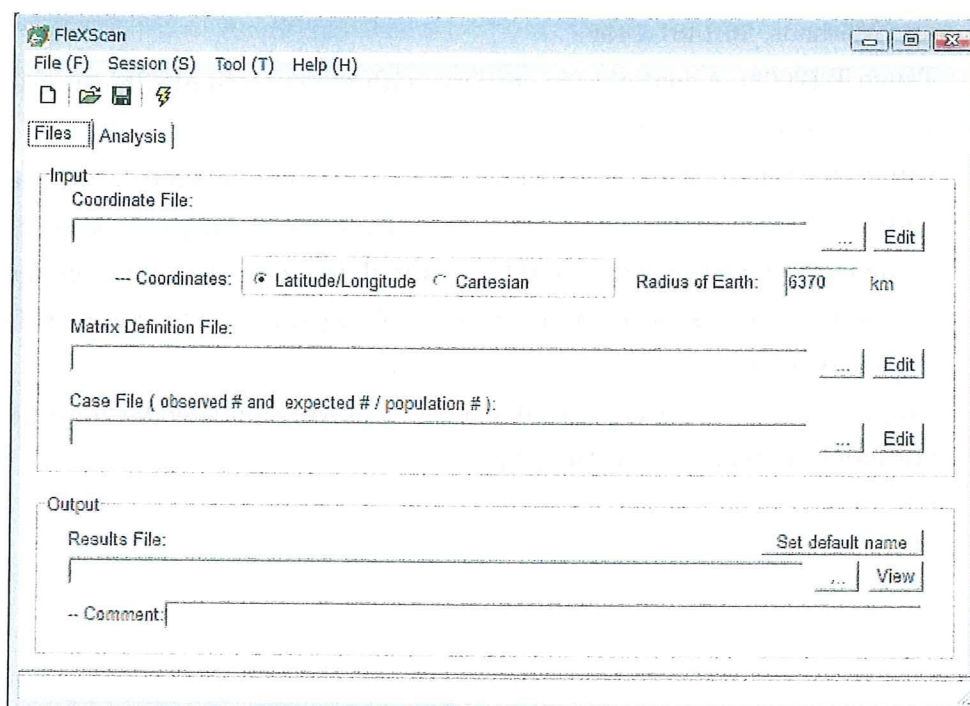 FleXScan
File (F) Session (S) Tool (T) Help (H)
Files Analysis
Input
Coordinate File:
... Edit
--- Coordinates: Latitude/Longitude Cartesian Radius of Earth: 6370 km
Matrix Definition File:
... Edit
Case File ( observed # and expected # / population # ):
... Edit
Output
Results File: Set default name
... View
-- Comment: